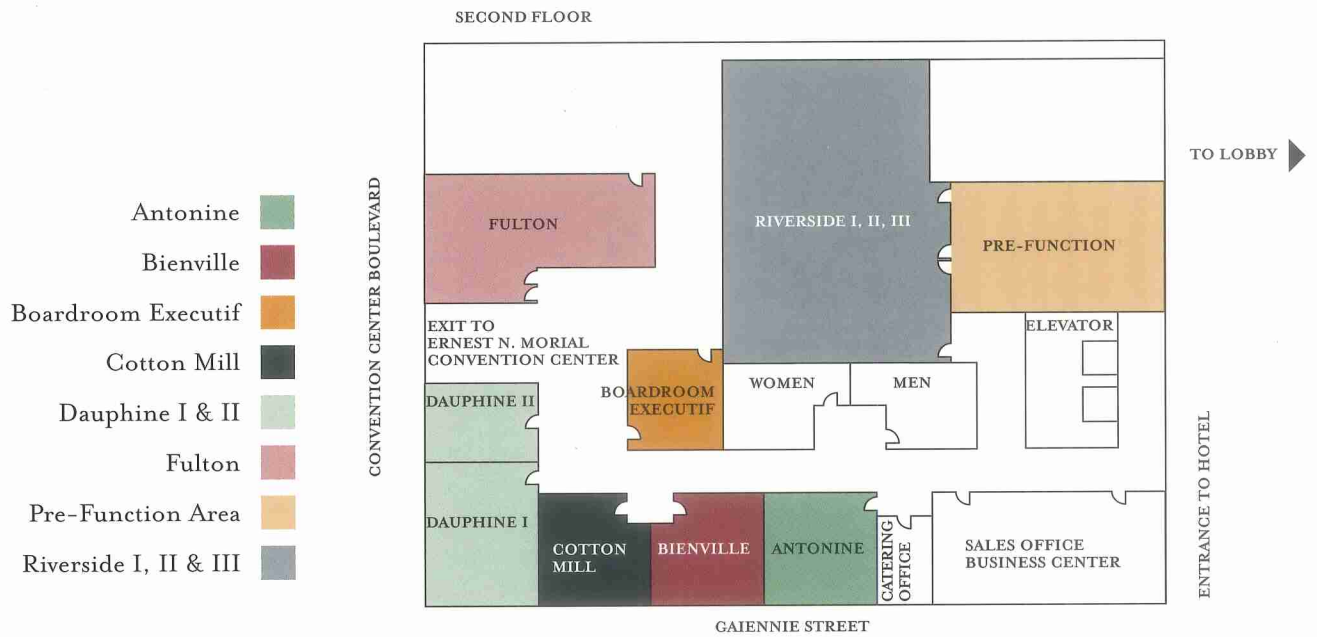 SECOND FLOOR
TO LOBBY
Antonine
Bienville
Boardroom Executif
Cotton Mill
Dauphine I & II
Fulton
Pre-Function Area
Riverside I, II & III
CONVENTION CENTER BOULEVARD
FULTON
RIVERSIDE I, II, III
PRE-FUNCTION
EXIT TO
ERNEST N. MORIAL
CONVENTION CENTER
ELEVATOR
DAUPHINE II
BOARDROOM
EXECUTIF
WOMEN
MEN
DAUPHINE I
COTTON
MILL
BIENVILLE
ANTONINE
CATERING
OFFICE
SALES OFFICE
BUSINESS CENTER
ENTRANCE TO HOTEL
GAIENNIE STREET